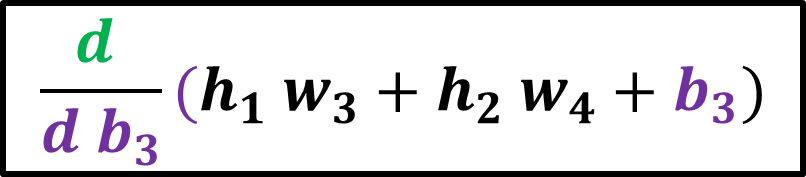 d
d b₃ (h₁ w₃ + h₂ w₄ + b₃)